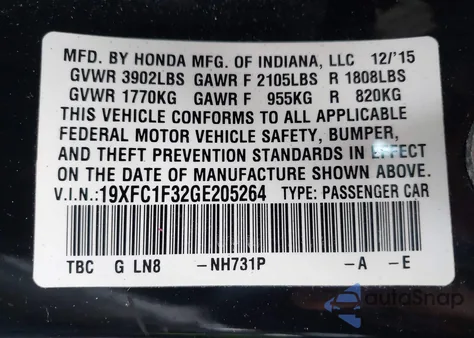 MFD. BY HONDA MFG. OF INDIANA, LLC 12/'15
GVWR 3902LBS GAWR F 2105LBS R 1808LBS
GVWR 1770KG GAWR F 955KG R 820KG
THIS VEHICLE CONFORMS TO ALL APPLICABLE
FEDERAL MOTOR VEHICLE SAFETY, BUMPER,
AND THEFT PREVENTION STANDARDS IN EFFECT
ON THE DATE OF MANUFACTURE SHOWN ABOVE.
V.I.N.:19XFC1F32GE205264 TYPE: PASSENGER CAR
TBC G LN8 -NH731P -A -E
autoSnap